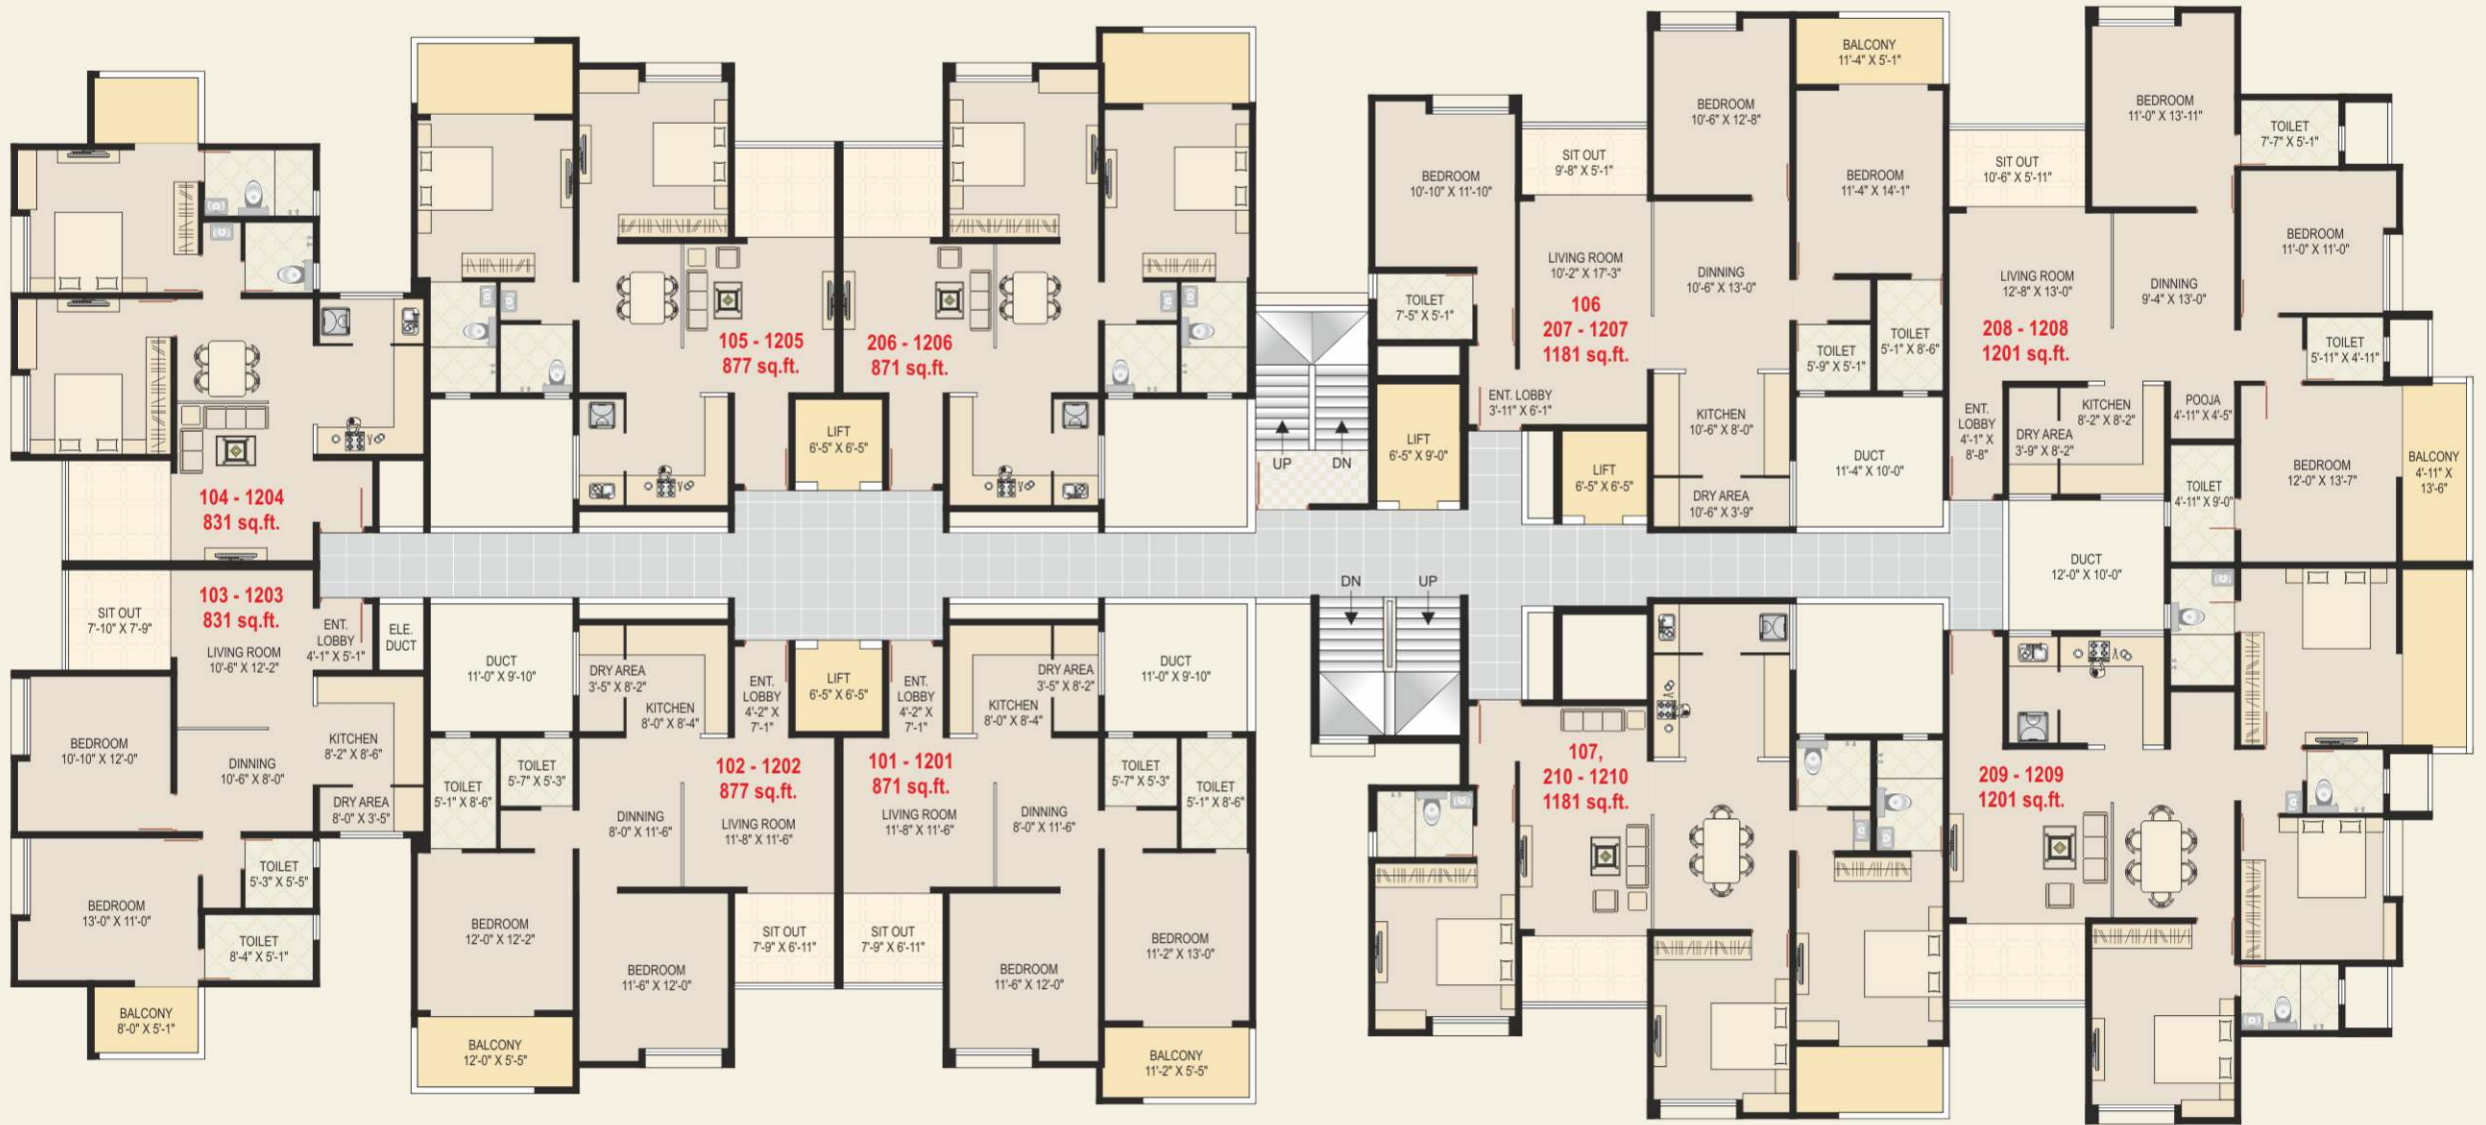 BALCONY
11'-4" X 5'-1"
BEDROOM
10'-6" X 12'-8"
BEDROOM
11'-0" X 13'-11"
TOILET
7'-7" X 5'-1"
SIT OUT
9'-8" X 5'-1"
SIT OUT
10'-6" X 5'-11"
BEDROOM
10'-10" X 11'-10"
BEDROOM
11'-4" X 14'-1"
BEDROOM
11'-0" X 11'-0"
LIVING ROOM
10'-2" X 17'-3"
106
207 - 1207
1181 sq.ft.
DINNING
10'-6" X 13'-0"
LIVING ROOM
12'-8" X 13'-0"
208 - 1208
1201 sq.ft.
DINNING
9'-4" X 13'-0"
TOILET
7'-5" X 5'-1"
TOILET
5'-9" X 5'-1"
TOILET
5'-1" X 8'-6"
TOILET
5'-11" X 4'-11"
105 - 1205
877 sq.ft.
206 - 1206
871 sq.ft.
ENT. LOBBY
3'-11" X 6'-1"
KITCHEN
10'-6" X 8'-0"
ENT.
LOBBY
4'-1" X
8'-8"
KITCHEN
8'-2" X 8'-2"
DRY AREA
3'-9" X 8'-2"
POOJA
4'-11" X 4'-5"
LIFT
6'-5" X 6'-5"
UP
DN
LIFT
6'-5" X 9'-0"
LIFT
6'-5" X 6'-5"
DUCT
11'-4" X 10'-0"
BEDROOM
12'-0" X 13'-7"
BALCONY
4'-11" X
13'-6"
TOILET
4'-11" X 9'-0"
DRY AREA
10'-6" X 3'-9"
104 - 1204
831 sq.ft.
DUCT
12'-0" X 10'-0"
103 - 1203
831 sq.ft.
SIT OUT
7'-10" X 7'-9"
LIVING ROOM
10'-6" X 12'-2"
ENT.
LOBBY
4'-1" X 5'-1"
ELE.
DUCT
DUCT
11'-0" X 9'-10"
DRY AREA
3'-5" X 8'-2"
KITCHEN
8'-0" X 8'-4"
ENT.
LOBBY
4'-2" X
7'-1"
LIFT
6'-5" X 6'-5"
ENT.
LOBBY
4'-2" X
7'-1"
KITCHEN
8'-0" X 8'-4"
DRY AREA
3'-5" X 8'-2"
DUCT
11'-0" X 9'-10"
DN
UP
BEDROOM
10'-10" X 12'-0"
DINNING
10'-6" X 8'-0"
KITCHEN
8'-2" X 8'-6"
DRY AREA
8'-0" X 3'-5"
TOILET
5'-1" X 8'-6"
TOILET
5'-7" X 5'-3"
DINNING
8'-0" X 11'-6"
102 - 1202
877 sq.ft.
LIVING ROOM
11'-8" X 11'-6"
101 - 1201
871 sq.ft.
LIVING ROOM
11'-8" X 11'-6"
DINNING
8'-0" X 11'-6"
TOILET
5'-7" X 5'-3"
TOILET
5'-1" X 8'-6"
107,
210 - 1210
1181 sq.ft.
209 - 1209
1201 sq.ft.
TOILET
5'-3" X 5'-5"
BEDROOM
13'-0" X 11'-0"
TOILET
8'-4" X 5'-1"
BALCONY
8'-0" X 5'-1"
BEDROOM
12'-0" X 12'-2"
BEDROOM
11'-6" X 12'-0"
SIT OUT
7'-9" X 6'-11"
SIT OUT
7'-9" X 6'-11"
BEDROOM
11'-6" X 12'-0"
BEDROOM
11'-2" X 13'-0"
BALCONY
12'-0" X 5'-5"
BALCONY
11'-2" X 5'-5"